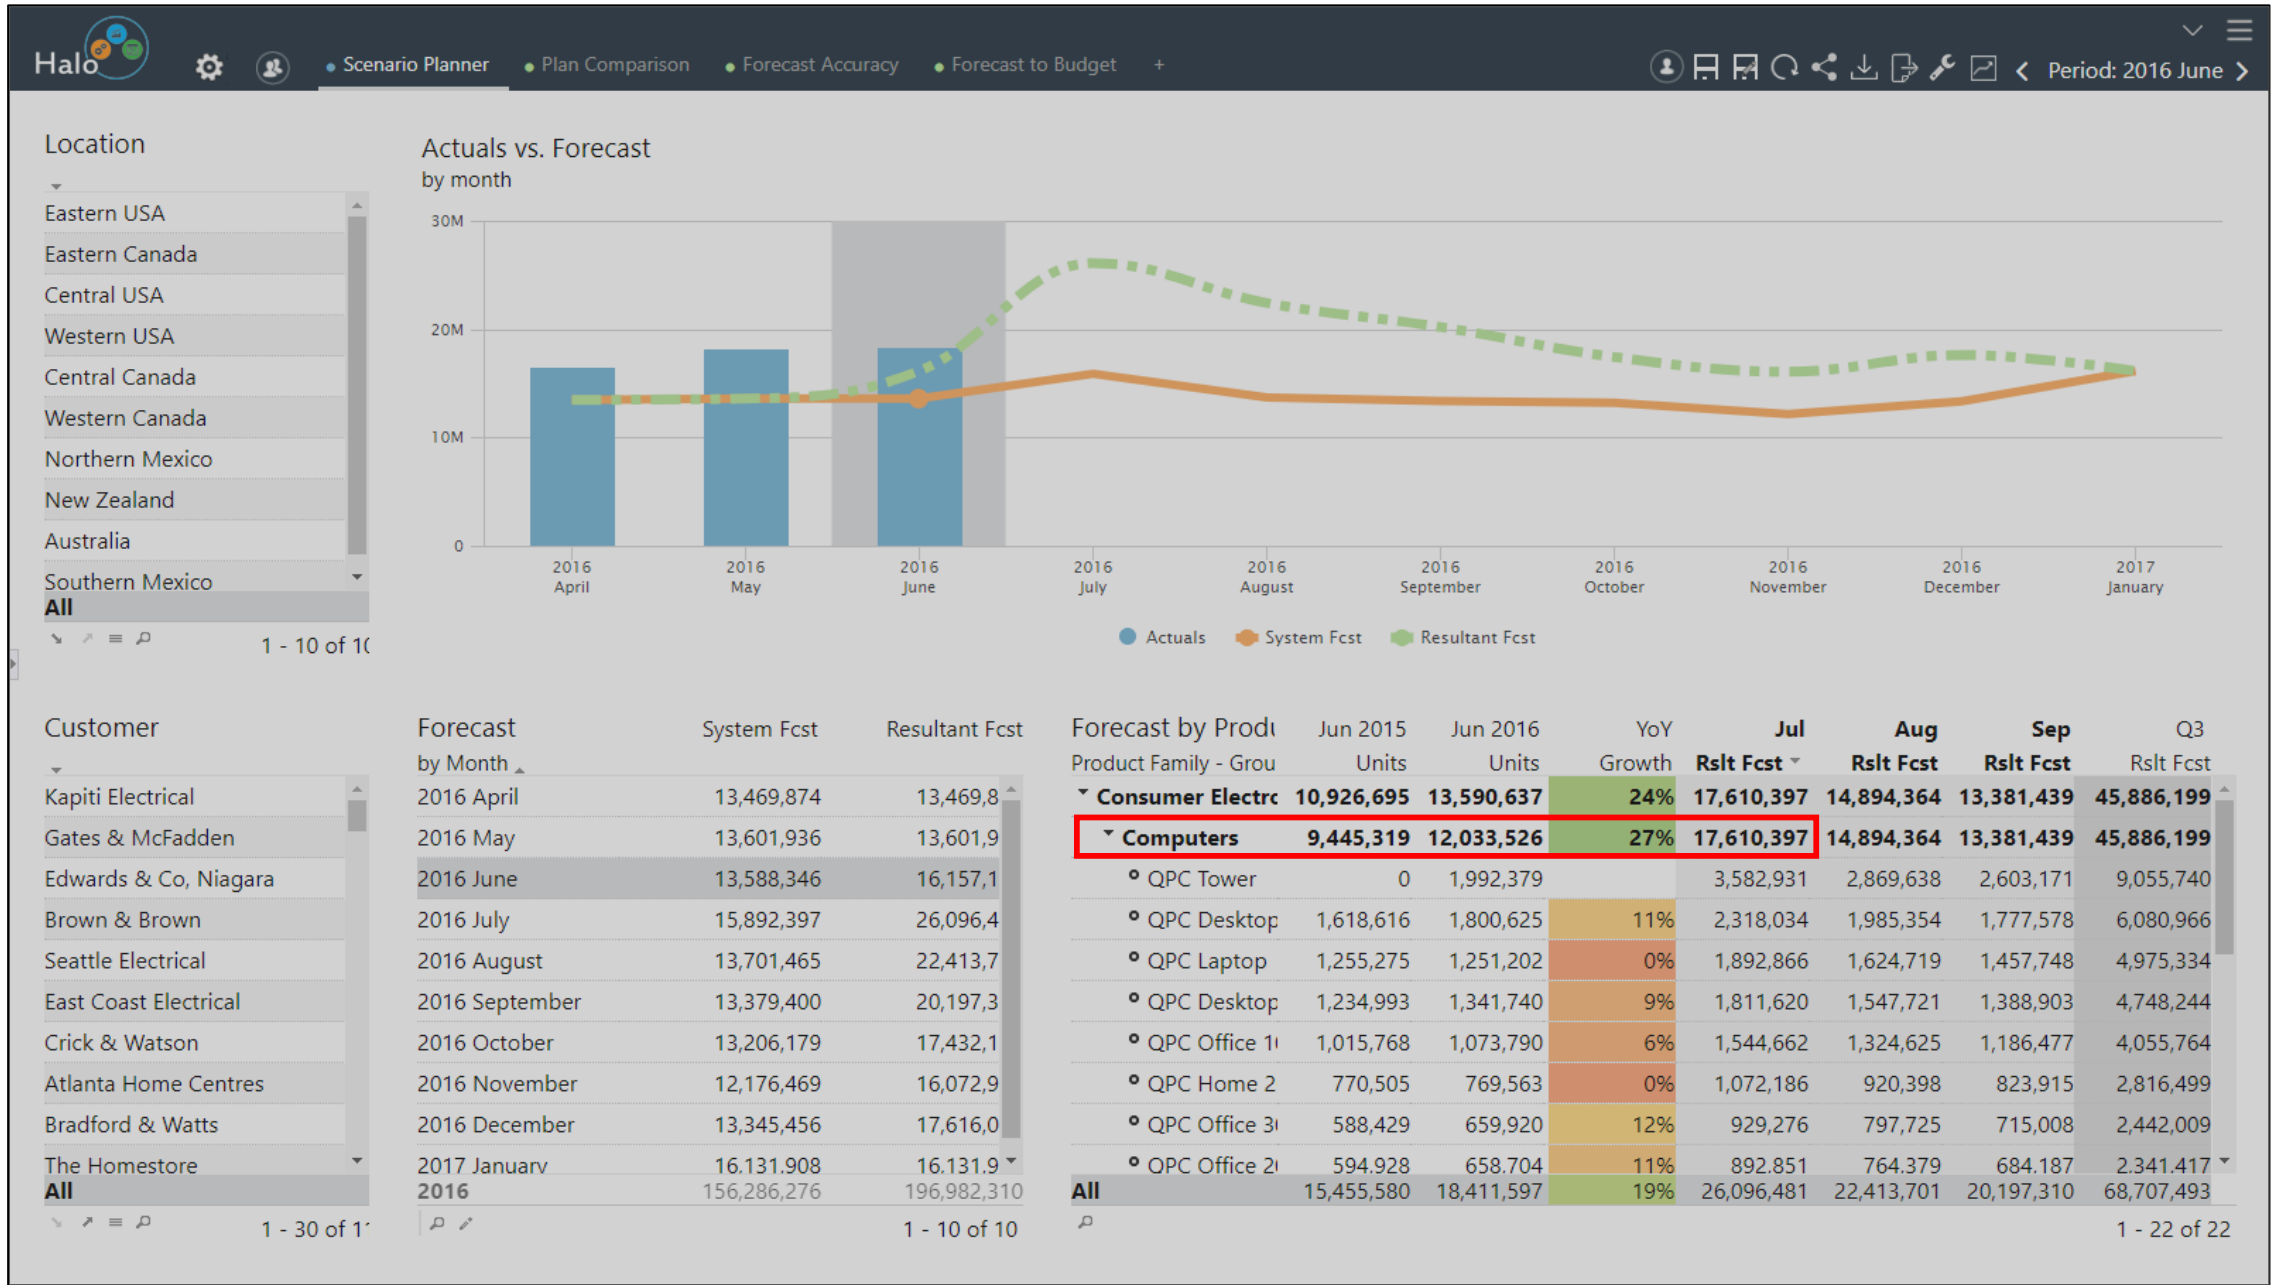 Halo
Scenario Planner
Plan Comparison
Forecast Accuracy
Forecast to Budget
+
Period: 2016 June
Location
Eastern USA
Eastern Canada
Central USA
Western USA
Central Canada
Western Canada
Northern Mexico
New Zealand
Australia
Southern Mexico
All
1 - 10 of 10
Actuals vs. Forecast
by month
30M
20M
10M
0
2016 April
2016 May
2016 June
2016 July
2016 August
2016 September
2016 October
2016 November
2016 December
2017 January
Actuals System Fcst Resultant Fcst
Customer
Kapiti Electrical
Gates & McFadden
Edwards & Co, Niagara
Brown & Brown
Seattle Electrical
East Coast Electrical
Crick & Watson
Atlanta Home Centres
Bradford & Watts
The Homestore
All
1 - 30 of 1
Forecast System Fcst Resultant Fcst
by Month
2016 April 13,469,874 13,469,8
2016 May 13,601,936 13,601,9
2016 June 13,588,346 16,157,1
2016 July 15,892,397 26,096,4
2016 August 13,701,465 22,413,7
2016 September 13,379,400 20,197,3
2016 October 13,206,179 17,432,1
2016 November 12,176,469 16,072,9
2016 December 13,345,456 17,616,0
2017 January 16,131,908 16,131,9
2016 156,286,276 196,982,310
1 - 10 of 10
Forecast by Produ Jun 2015 Jun 2016 YoY Jul Aug Sep Q3
Product Family - Grou Units Units Growth Rslt Fcst Rslt Fcst Rslt Fcst Rslt Fcst
Consumer Electro 10,926,695 13,590,637 24% 17,610,397 14,894,364 13,381,439 45,886,199
Computers 9,445,319 12,033,526 27% 17,610,397 14,894,364 13,381,439 45,886,199
QPC Tower 0 1,992,379 3,582,931 2,869,638 2,603,171 9,055,740
QPC Desktop 1,618,616 1,800,625 11% 2,318,034 1,985,354 1,777,578 6,080,966
QPC Laptop 1,255,275 1,251,202 0% 1,892,866 1,624,719 1,457,748 4,975,334
QPC Desktop 1,234,993 1,341,740 9% 1,811,620 1,547,721 1,388,903 4,748,244
QPC Office 1 1,015,768 1,073,790 6% 1,544,662 1,324,625 1,186,477 4,055,764
QPC Home 2 770,505 769,563 0% 1,072,186 920,398 823,915 2,816,499
QPC Office 3 588,429 659,920 12% 929,276 797,725 715,008 2,442,009
QPC Office 2 594,928 658,704 11% 892,851 764,379 684,187 2,341,417
All 15,455,580 18,411,597 19% 26,096,481 22,413,701 20,197,310 68,707,493
1 - 22 of 22